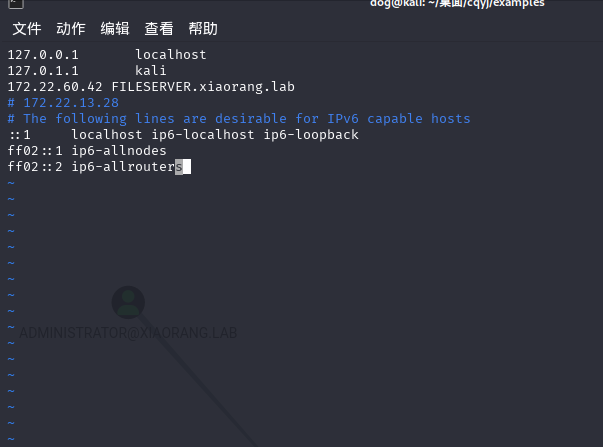 dog@kali: ~/桌面/cqyj/examples
文件 动作 编辑 查看 帮助
127.0.0.1 localhost
127.0.1.1 kali
172.22.60.42 FILESERVER.xiaorang.lab
# 172.22.13.28
# The following lines are desirable for IPv6 capable hosts
::1 localhost ip6-localhost ip6-loopback
ff02::1 ip6-allnodes
ff02::2 ip6-allrouters
~
~
~
~
~
~
~
~
~
ADMINISTRATOR@XIAORANG.LAB
~
~
~
~
~
~
~
~